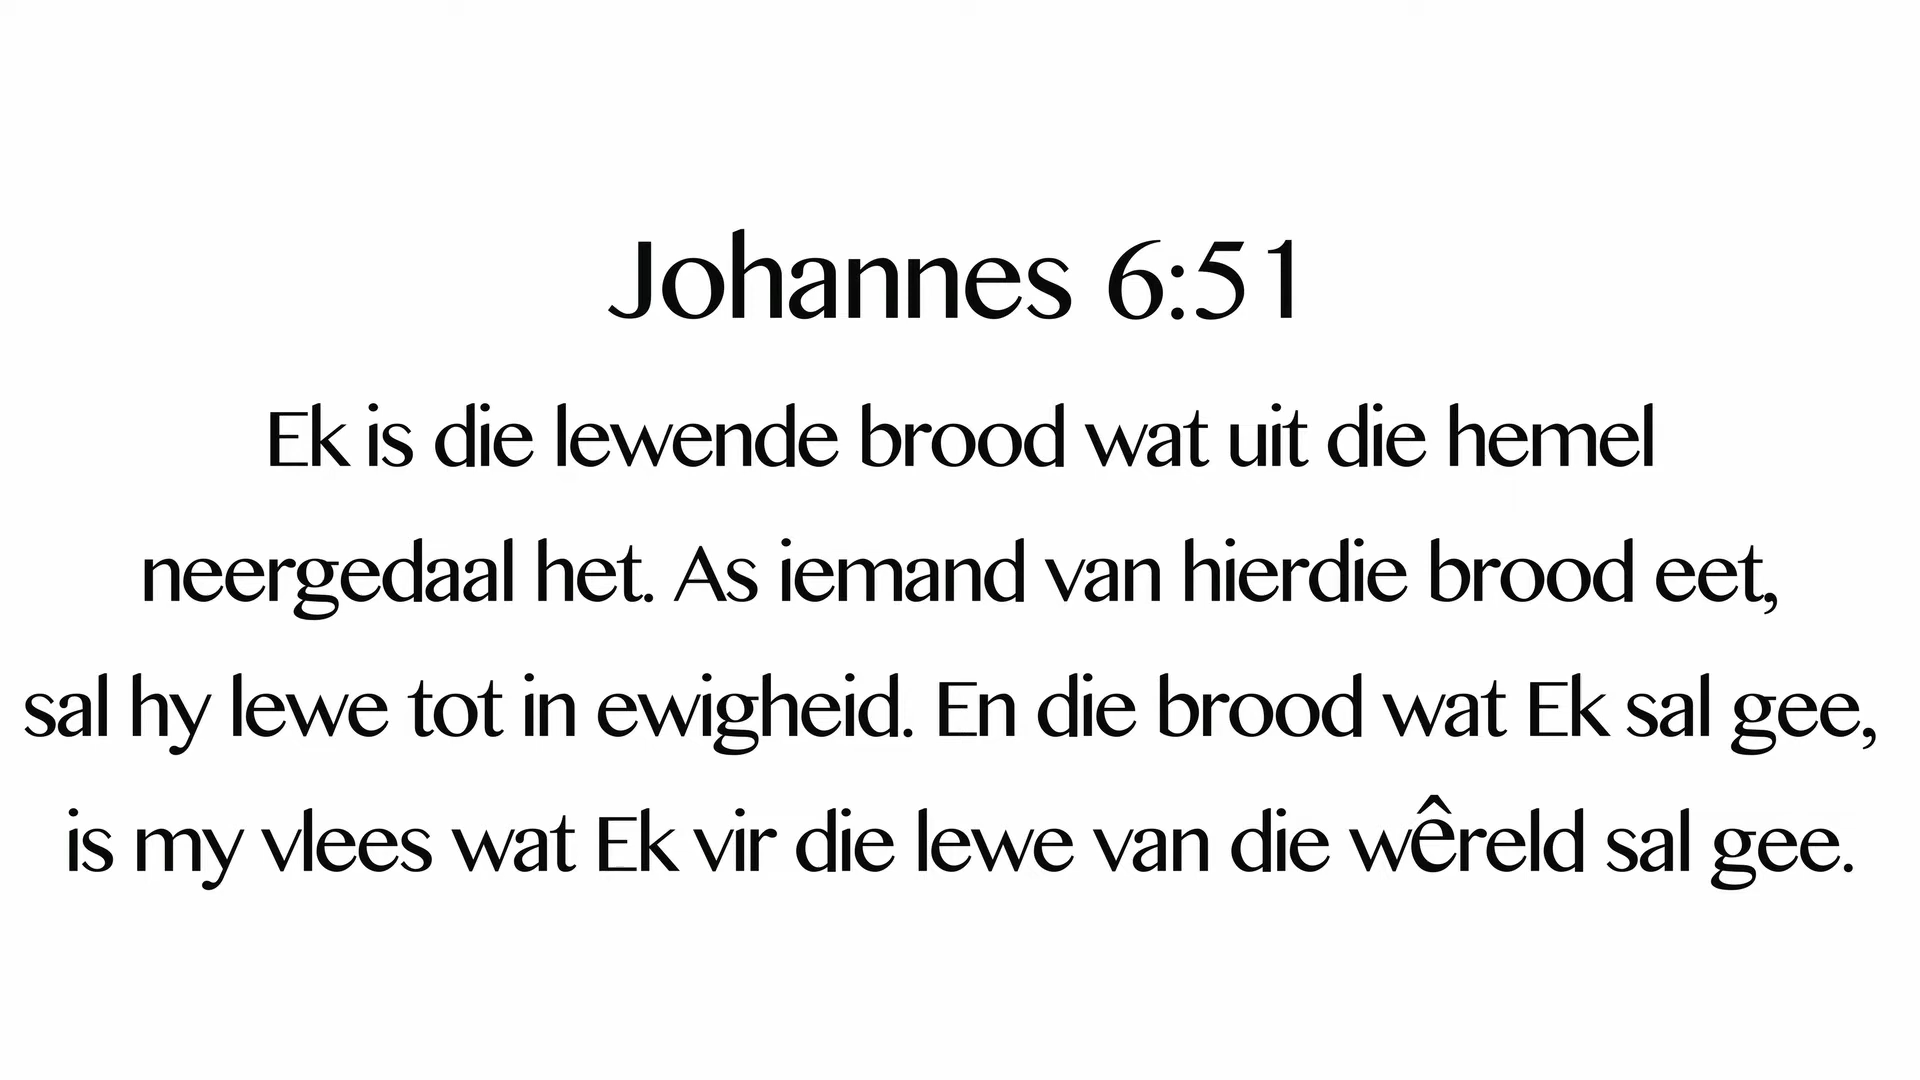 Johannes 6:51
Ek is die lewende brood wat uit die hemel
neergedaal het. As iemand van hierdie brood eet,
sal hy lewe tot in ewigheid. En die brood wat Ek sal gee,
is my vlees wat Ek vir die lewe van die wêreld sal gee.